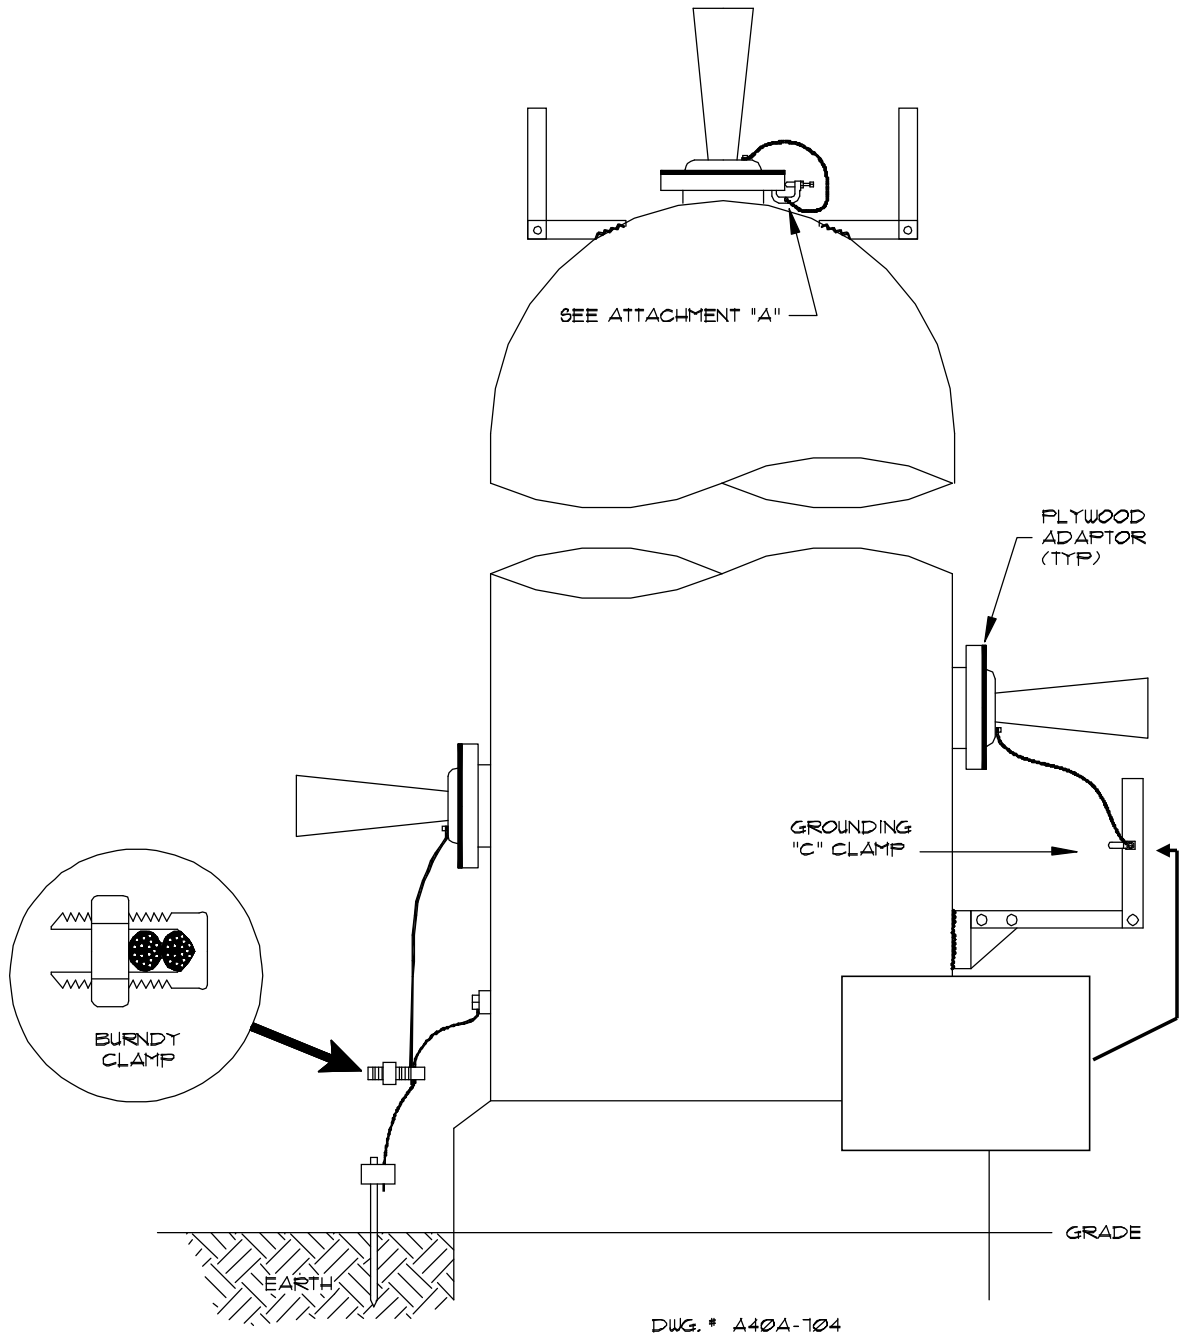 SEE ATTACHMENT "A"
PLYWOOD
ADAPTOR
(TYP)
GROUNDING
"C" CLAMP
BURNDY
CLAMP
GRADE
EARTH
DWG. # A40A-704